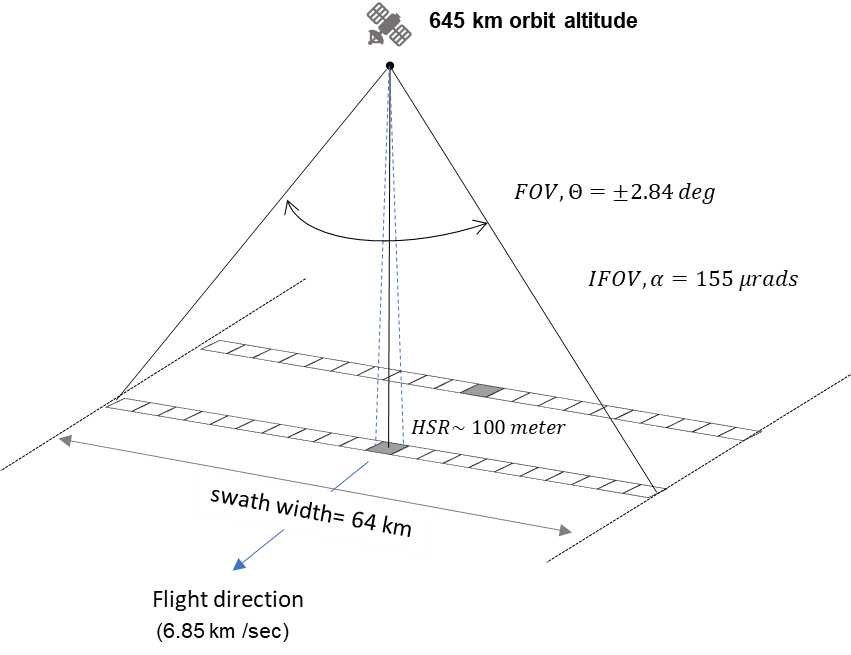 645 km orbit altitude
FOV, Θ = ±2.84 deg
IFOV, α = 155 μrads
HSR~ 100 meter
swath width= 64 km
Flight direction
(6.85 km /sec)